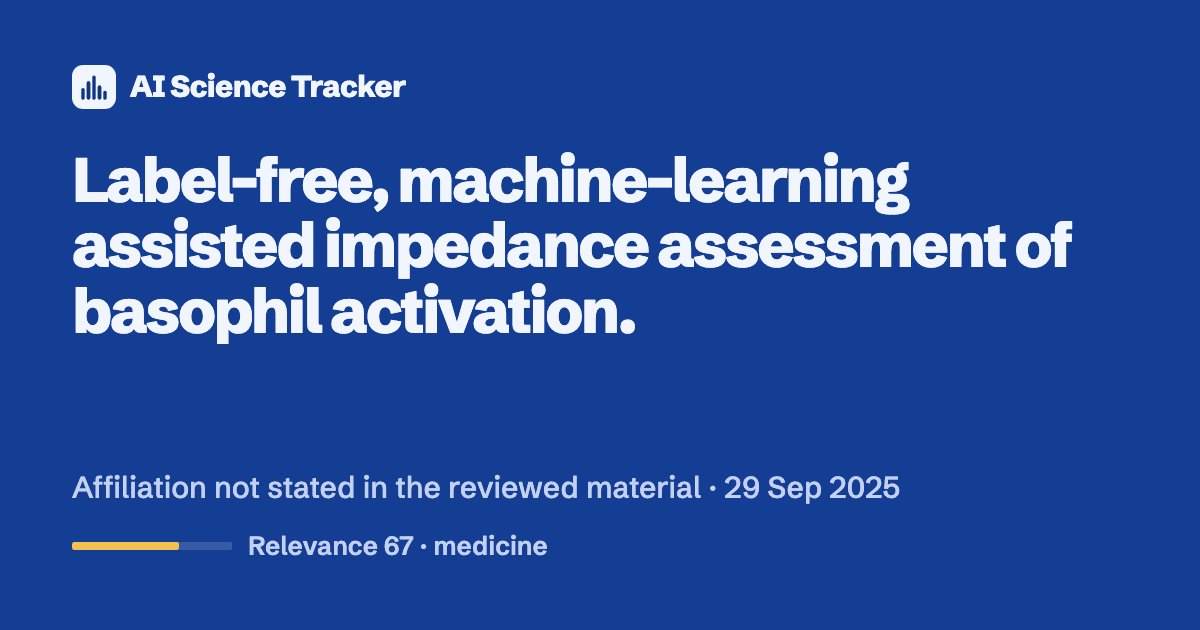 AI Science Tracker
Label-free, machine-learning
assisted impedance assessment of
basophil activation.
Affiliation not stated in the reviewed material · 29 Sep 2025
Relevance 67 · medicine